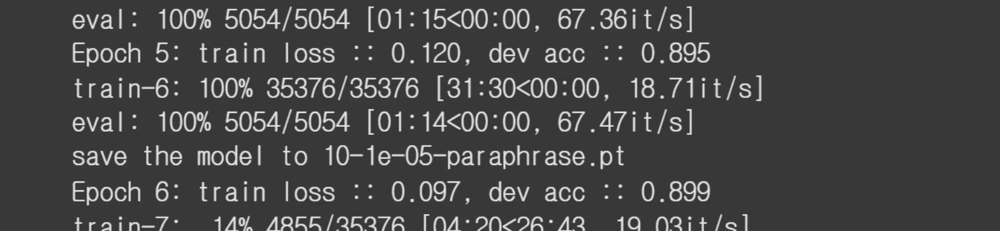 eval: 100% 5054/5054 [01:15<00:00, 67.36it/s]
Epoch 5: train loss :: 0.120, dev acc :: 0.895
train-6: 100% 35376/35376 [31:30<00:00, 18.71it/s]
eval: 100% 5054/5054 [01:14<00:00, 67.47it/s]
save the model to 10-1e-05-paraphrase.pt
Epoch 6: train loss :: 0.097, dev acc :: 0.899
train-7: 14% 4855/35376 [04:20<26:43, 19.03it/s]